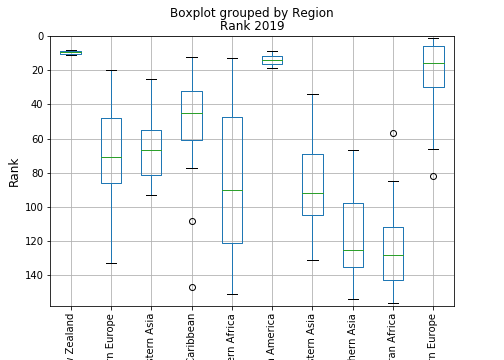 Boxplot grouped by Region
Rank 2019
0
20
40
60
80
100
120
140
Rank
Zealand
Europe
Asia
Caribbean
Africa
America
Asia
Asia
Africa
Europe